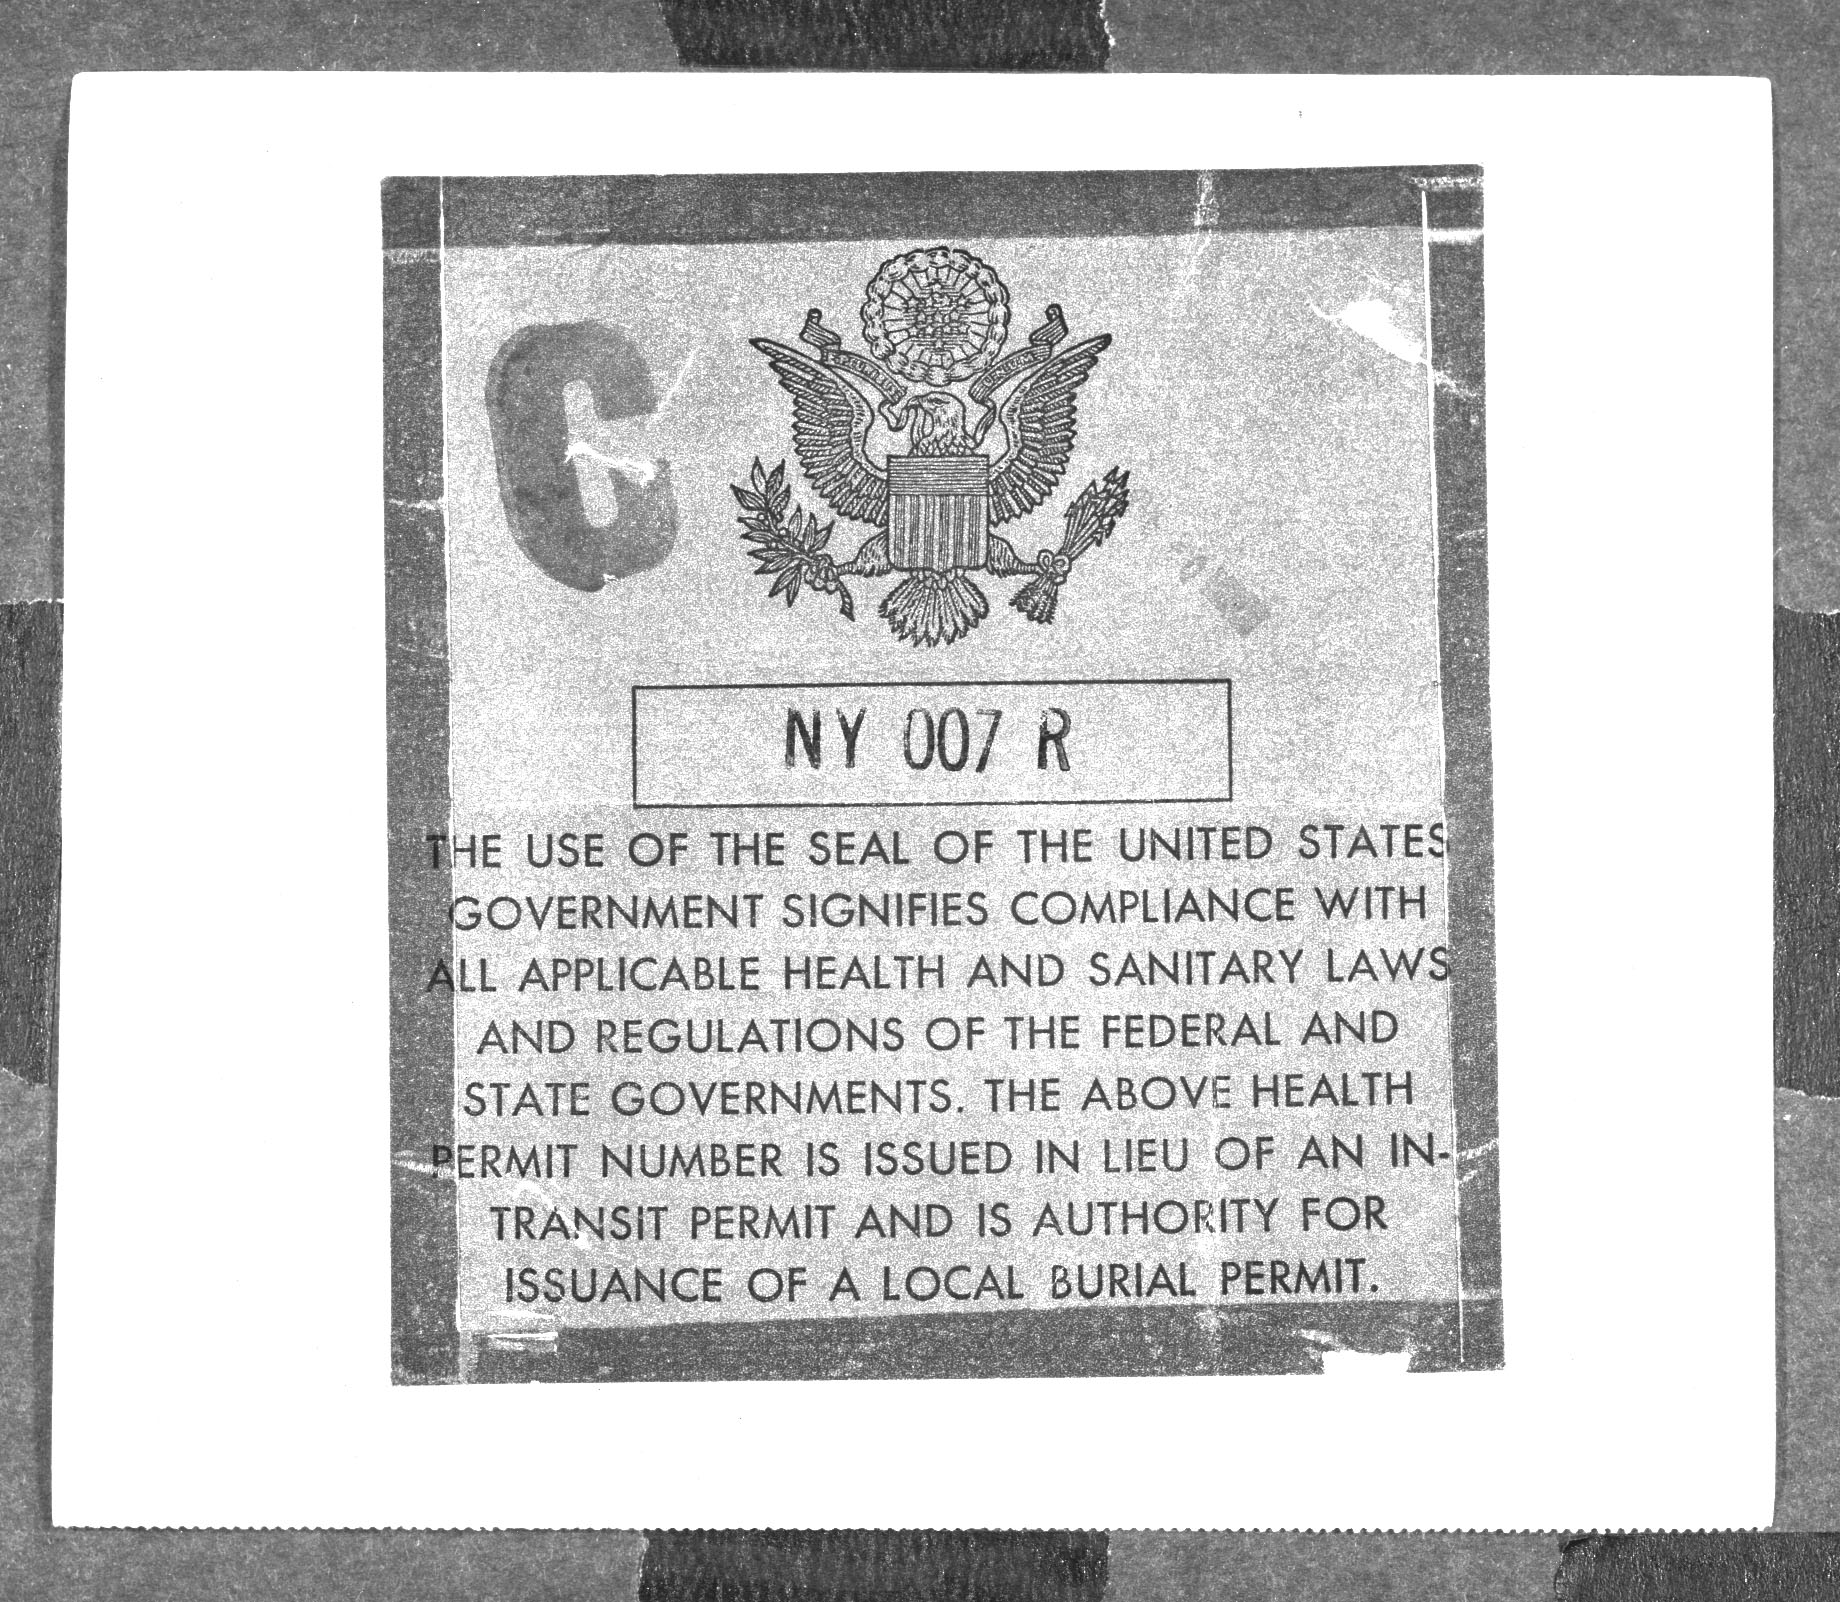 C
NY 007 R
THE USE OF THE SEAL OF THE UNITED STATES
GOVERNMENT SIGNIFIES COMPLIANCE WITH
ALL APPLICABLE HEALTH AND SANITARY LAWS
AND REGULATIONS OF THE FEDERAL AND
STATE GOVERNMENTS. THE ABOVE HEALTH
PERMIT NUMBER IS ISSUED IN LIEU OF AN IN-
TRANSIT PERMIT AND IS AUTHORITY FOR
ISSUANCE OF A LOCAL BURIAL PERMIT.